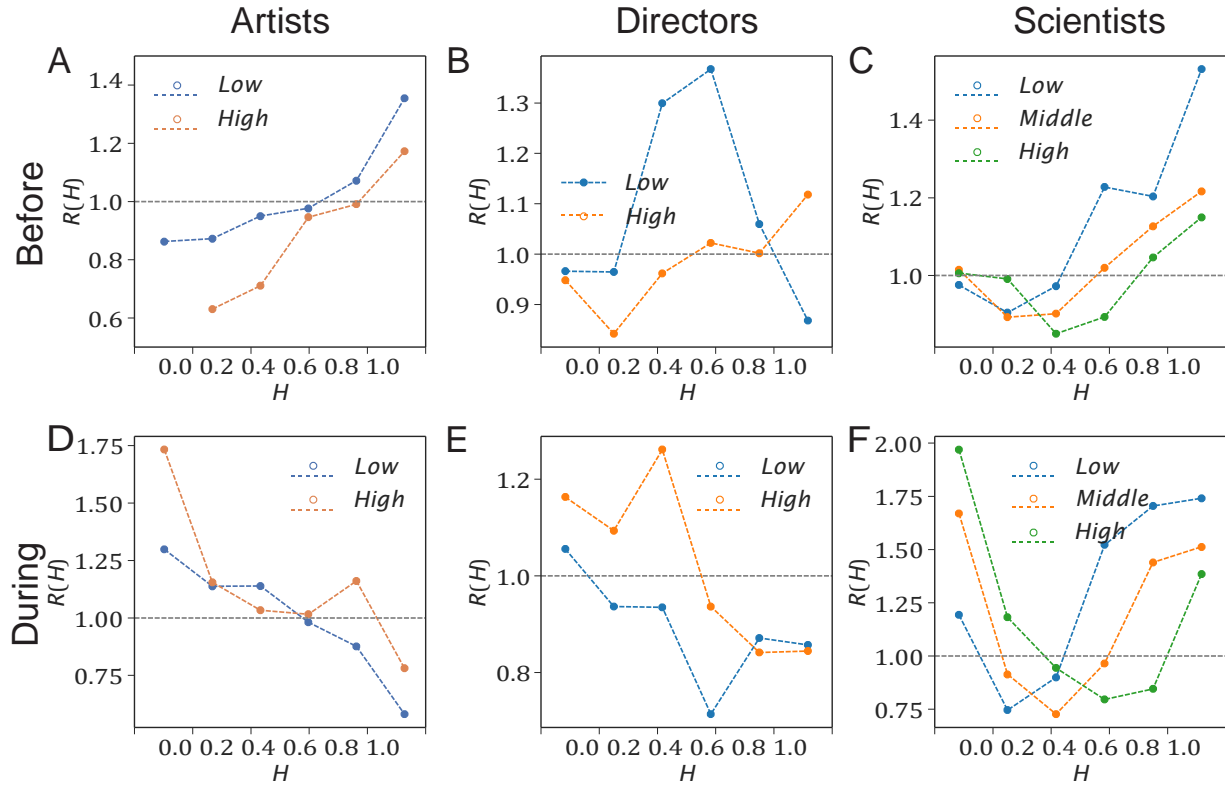 Artists
Directors
Scientists
Before
During
A
1.4
1.2
1.0
0.8
0.6
R(H)
Low
High
0.0 0.2 0.4 0.6 0.8 1.0
H
B
1.3
1.2
1.1
1.0
0.9
R(H)
Low
High
0.0 0.2 0.4 0.6 0.8 1.0
H
C
1.4
1.2
1.0
R(H)
Low
Middle
High
0.0 0.2 0.4 0.6 0.8 1.0
H
D
1.75
1.50
1.25
1.00
0.75
R(H)
Low
High
0.0 0.2 0.4 0.6 0.8 1.0
H
E
1.2
1.0
0.8
R(H)
Low
High
0.0 0.2 0.4 0.6 0.8 1.0
H
F
2.00
1.75
1.50
1.25
1.00
0.75
R(H)
Low
Middle
High
0.0 0.2 0.4 0.6 0.8 1.0
H